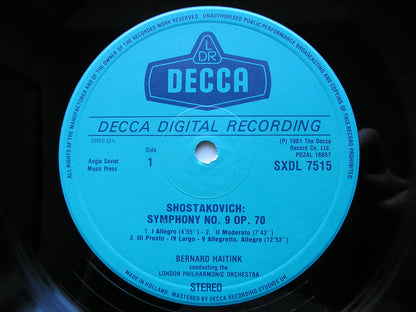 ALL RIGHTS OF THE MANUFACTURER AND OF THE OWNER OF THE RECORDED WORK RESERVED. UNAUTHORISED PUBLIC PERFORMANCE BROADCASTING AND COPYING OF THIS RECORD PROHIBITED
LDR
DECCA
DECCA DIGITAL RECORDING
SPEED 33⅓
Side
1
(P) 1981 The Decca
Record Co. Ltd.
PDZAL 16857
SXDL 7515
Anglo Soviet
Music Press
SHOSTAKOVICH:
SYMPHONY NO. 9 OP. 70
1. I Allegro (4'55") - 2. II Moderato (7'43")
3. III Presto - IV Largo - V Allegretto, Allegro (12'53")
BERNARD HAITINK
conducting the
LONDON PHILHARMONIC ORCHESTRA
STEREO
MADE IN HOLLAND. MASTERED BY DECCA RECORDING STUDIOS UK